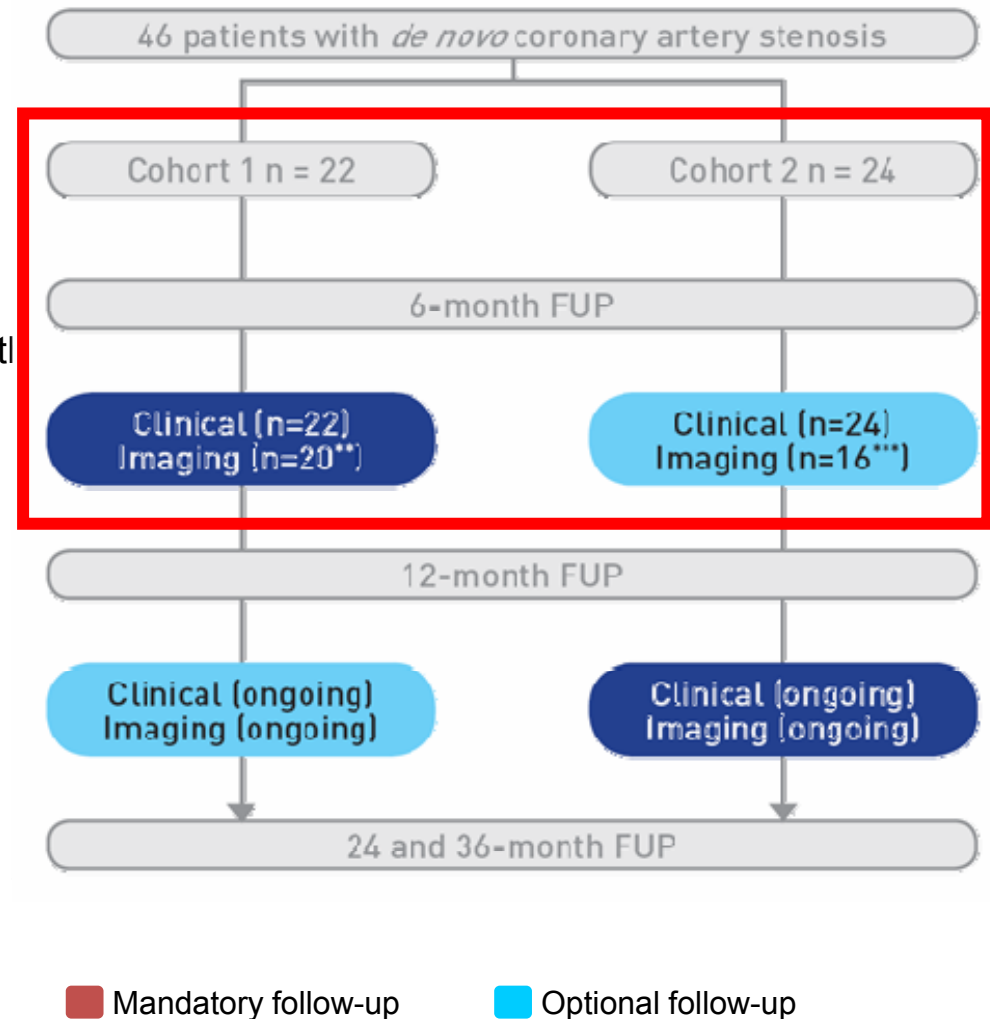 46 patients with de novo coronary artery stenosis
Cohort 1 n = 22
Cohort 2 n = 24
6-month FUP
Clinical (n=22)
Imaging (n=20**)
Clinical (n=24)
Imaging (n=16***)
12-month FUP
Clinical (ongoing)
Imaging (ongoing)
Clinical (ongoing)
Imaging (ongoing)
24 and 36-month FUP
Mandatory follow-up
Optional follow-up